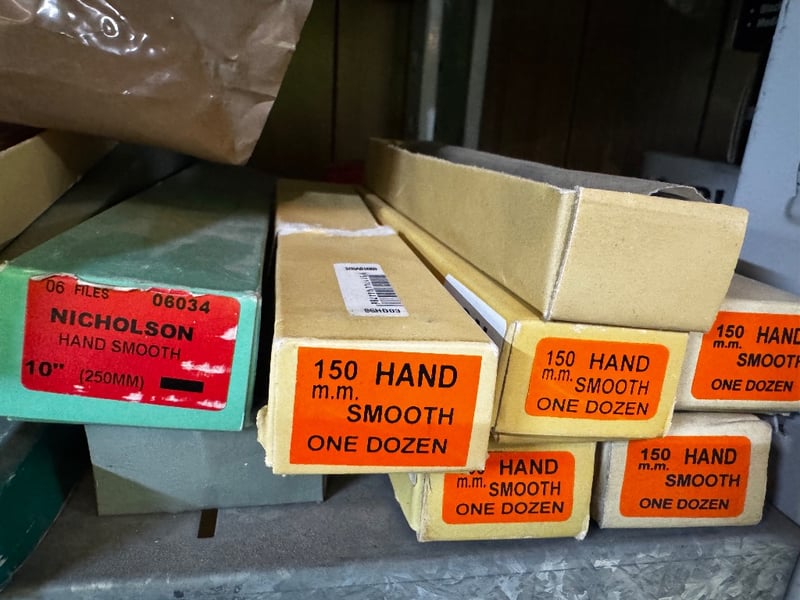 06 FILES 06034
NICHOLSON
HAND SMOOTH
10" (250MM)
96HD03
150 HAND
m.m.
SMOOTH
ONE DOZEN
150 HAND
m.m. SMOOTH
ONE DOZEN
150 HAND
m.m. SMOOTH
ONE DOZEN
HAND
m.m. SMOOTH
ONE DOZEN
150 HAND
m.m. SMOOTH
ONE DOZEN